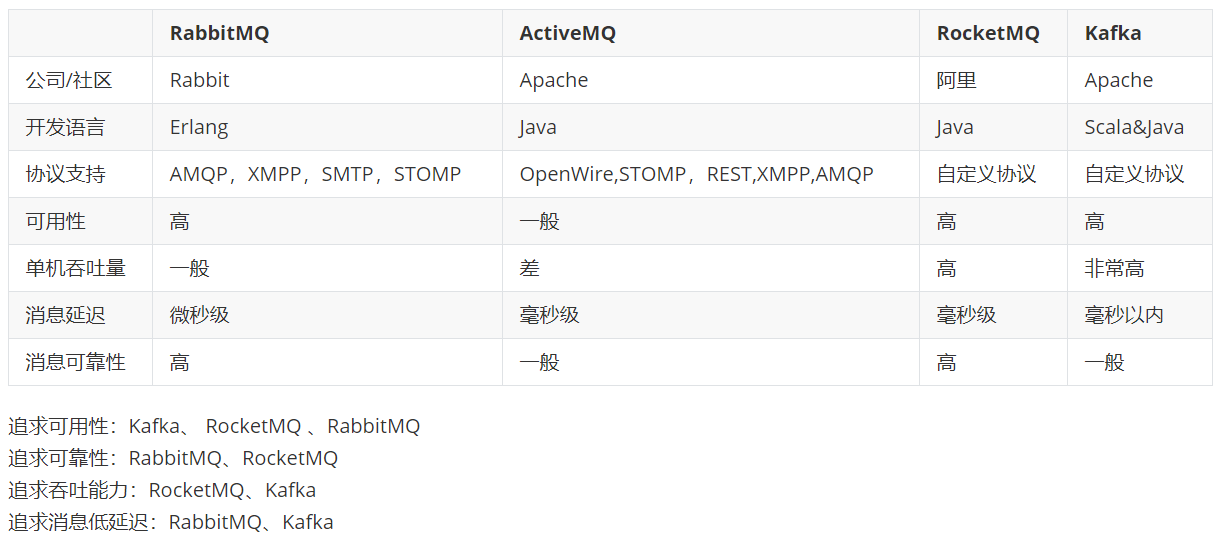 RabbitMQ ActiveMQ RocketMQ Kafka
公司/社区 Rabbit Apache 阿里 Apache
开发语言 Erlang Java Java Scala&Java
协议支持 AMQP，XMPP，SMTP，STOMP OpenWire,STOMP，REST,XMPP,AMQP 自定义协议 自定义协议
可用性 高 一般 高 高
单机吞吐量 一般 差 高 非常高
消息延迟 微秒级 毫秒级 毫秒级 毫秒以内
消息可靠性 高 一般 高 一般
追求可用性：Kafka、 RocketMQ 、RabbitMQ
追求可靠性：RabbitMQ、RocketMQ
追求吞吐能力：RocketMQ、Kafka
追求消息低延迟：RabbitMQ、Kafka